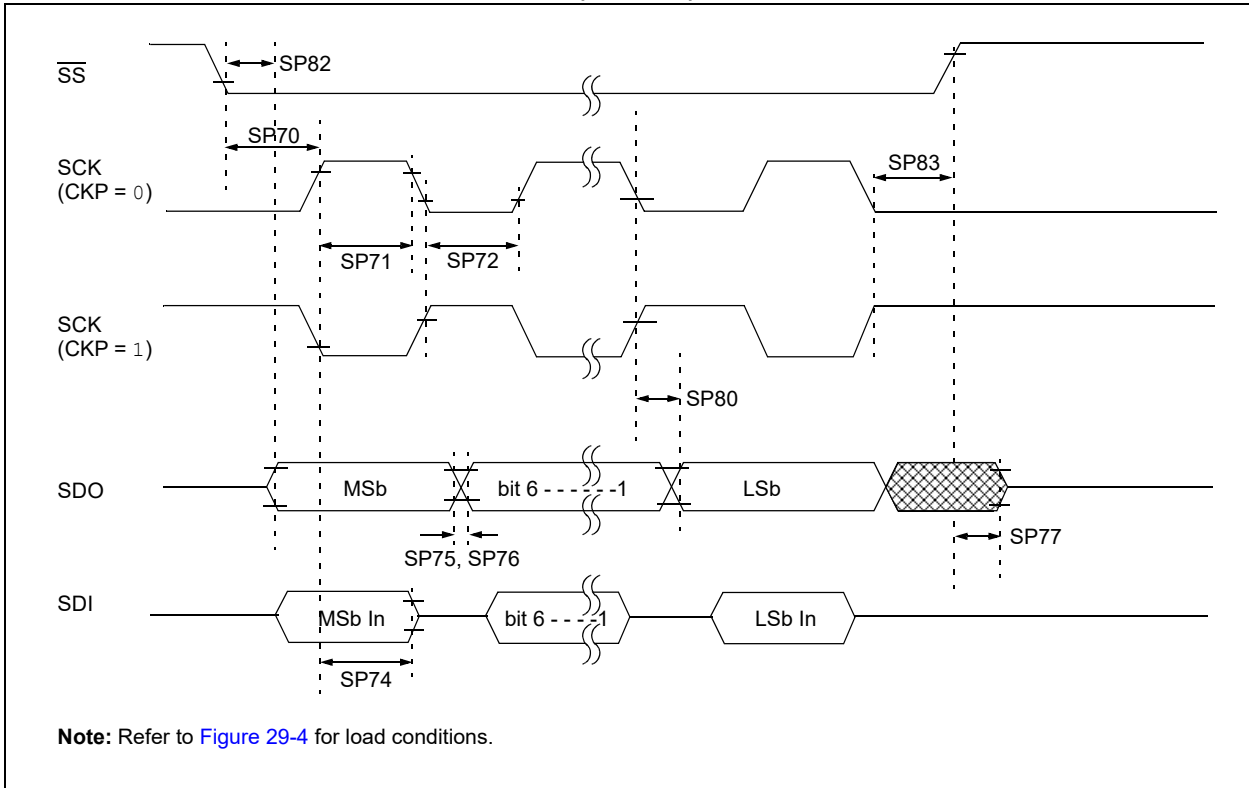 SS
SP82
SP70
SCK
(CKP = 0)
SP83
SP71
SP72
SCK
(CKP = 1)
SP80
SDO
MSb
bit 6 - - - - - -1
LSb
SP77
SP75, SP76
SDI
MSb In
bit 6 - - - -1
LSb In
SP74
Note: Refer to Figure 29-4 for load conditions.